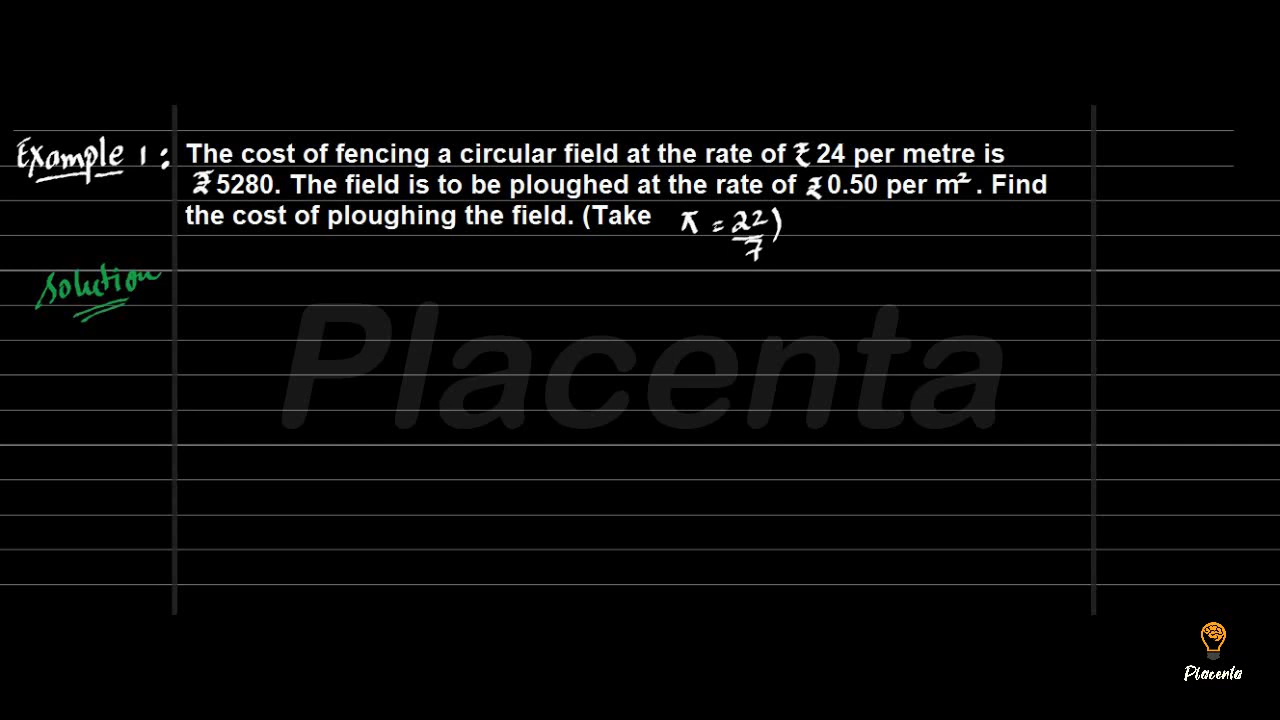 Example 1 : The cost of fencing a circular field at the rate of ₹ 24 per metre is
₹ 5280. The field is to be ploughed at the rate of ₹ 0.50 per m² . Find
the cost of ploughing the field. (Take π = 22/7)
Solution
Placenta
Placenta